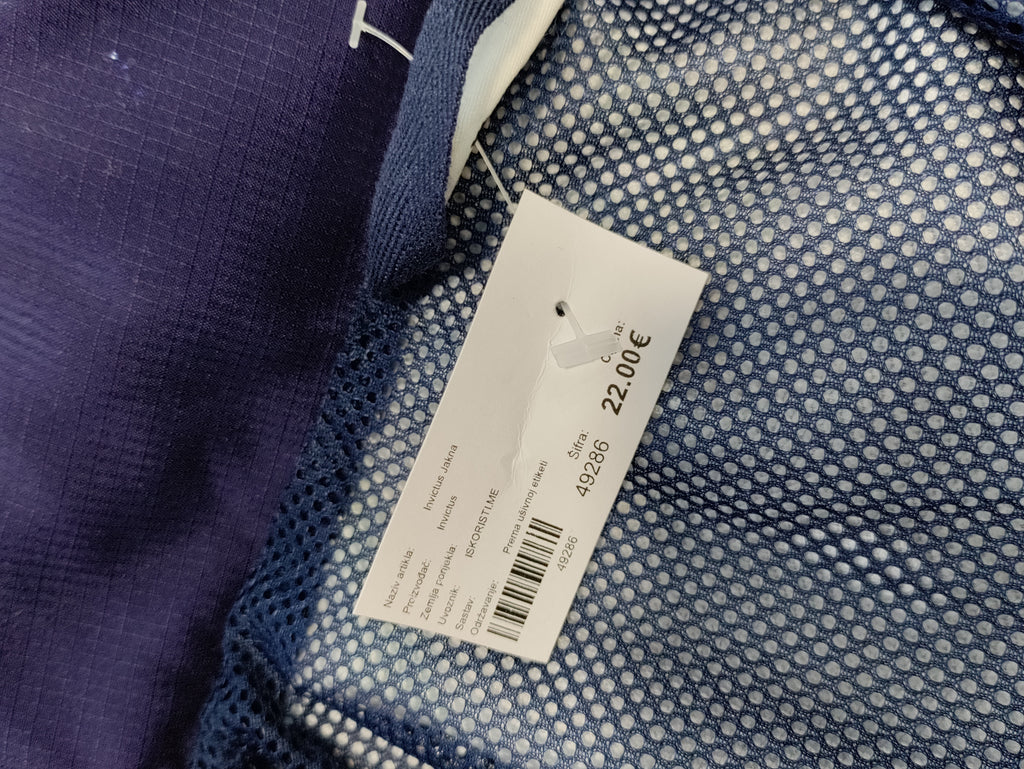 Naziv artikla: Invictus Jakna
Proizvođač: Invictus
Zemlja porijekla:
Uvoznik: ISKORISTI.ME
Sastav:
Održavanje: Prema ušivnoj etiketi
49286
Šifra:
49286
22.00€